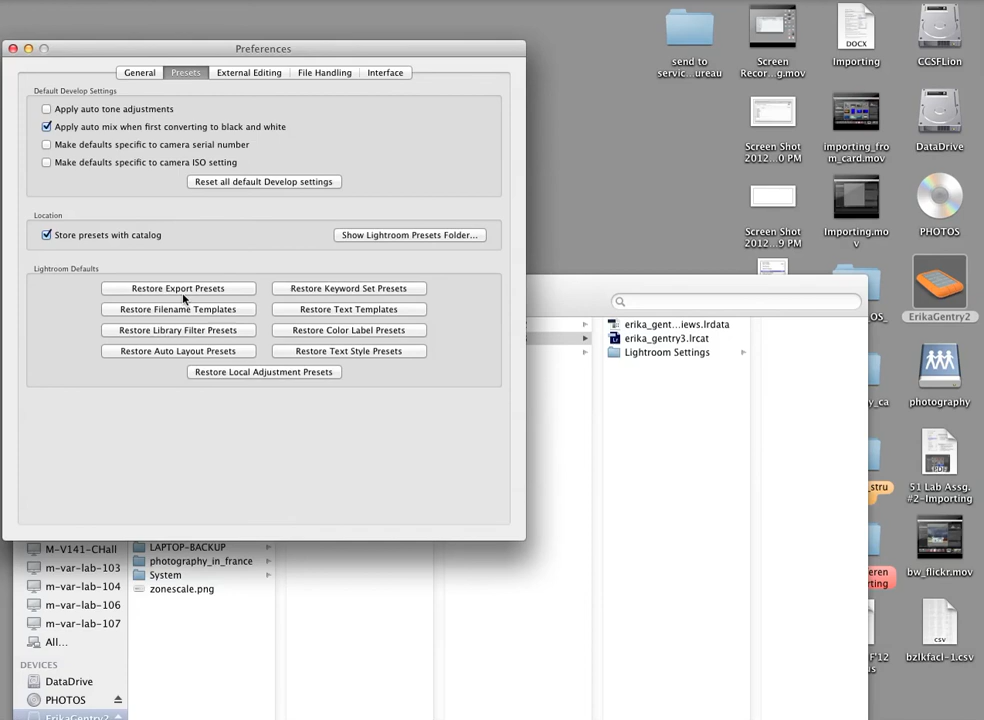 Preferences
General Presets External Editing File Handling Interface
Default Develop Settings
Apply auto tone adjustments
Apply auto mix when first converting to black and white
Make defaults specific to camera serial number
Make defaults specific to camera ISO setting
Reset all default Develop settings
Location
Store presets with catalog Show Lightroom Presets Folder...
Lightroom Defaults
Restore Export Presets Restore Keyword Set Presets
Restore Filename Templates Restore Text Templates
Restore Library Filter Presets Restore Color Label Presets
Restore Auto Layout Presets Restore Text Style Presets
Restore Local Adjustment Presets
erika_gent...iews.lrdata
erika_gentry3.lrcat
Lightroom Settings
M-V141-CHall
m-var-lab-103
m-var-lab-104
m-var-lab-106
m-var-lab-107
All...
DEVICES
DataDrive
PHOTOS
ErikaGentry2
LAPTOP-BACKUP
photography_in_france
System
zonescale.png
send to
servic...ureau
Screen
Recor...g.mov
DOCX
Importing
CCSFLion
Screen Shot
2012...0 PM
importing_fro
m_card.mov
DataDrive
Screen Shot
2012...9 PM
Importing.mo
v
PHOTOS
_OS_
ErikaGentry2
y_ca
photography
_stru
51 Lab Assg.
#2-Importing
eren
rting
bw_flickr.mov
F'12
us
CSV
bzlkfacl-1.csv